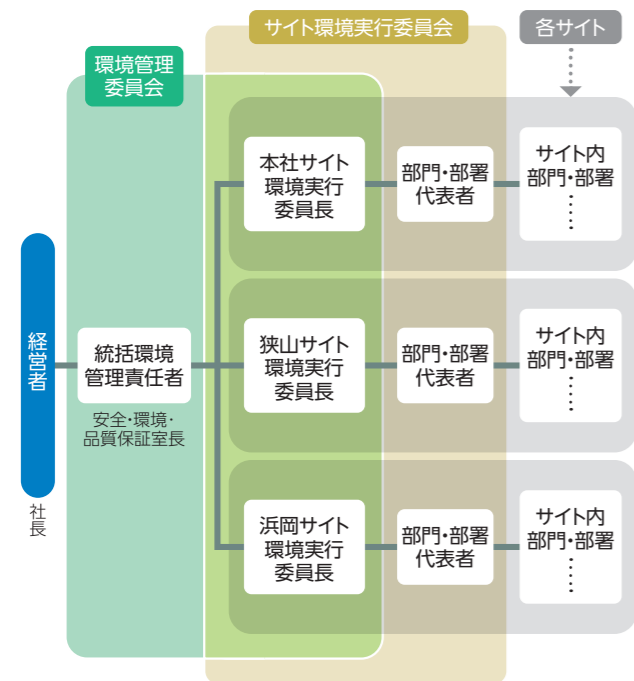 サイト環境実行委員会
各サイト
環境管理
委員会
本社サイト
環境実行
委員長
部門・部署
代表者
サイト内
部門・部署
……
経営者
社長
統括環境
管理責任者
安全・環境・
品質保証室長
狭山サイト
環境実行
委員長
部門・部署
代表者
サイト内
部門・部署
……
浜岡サイト
環境実行
委員長
部門・部署
代表者
サイト内
部門・部署
……